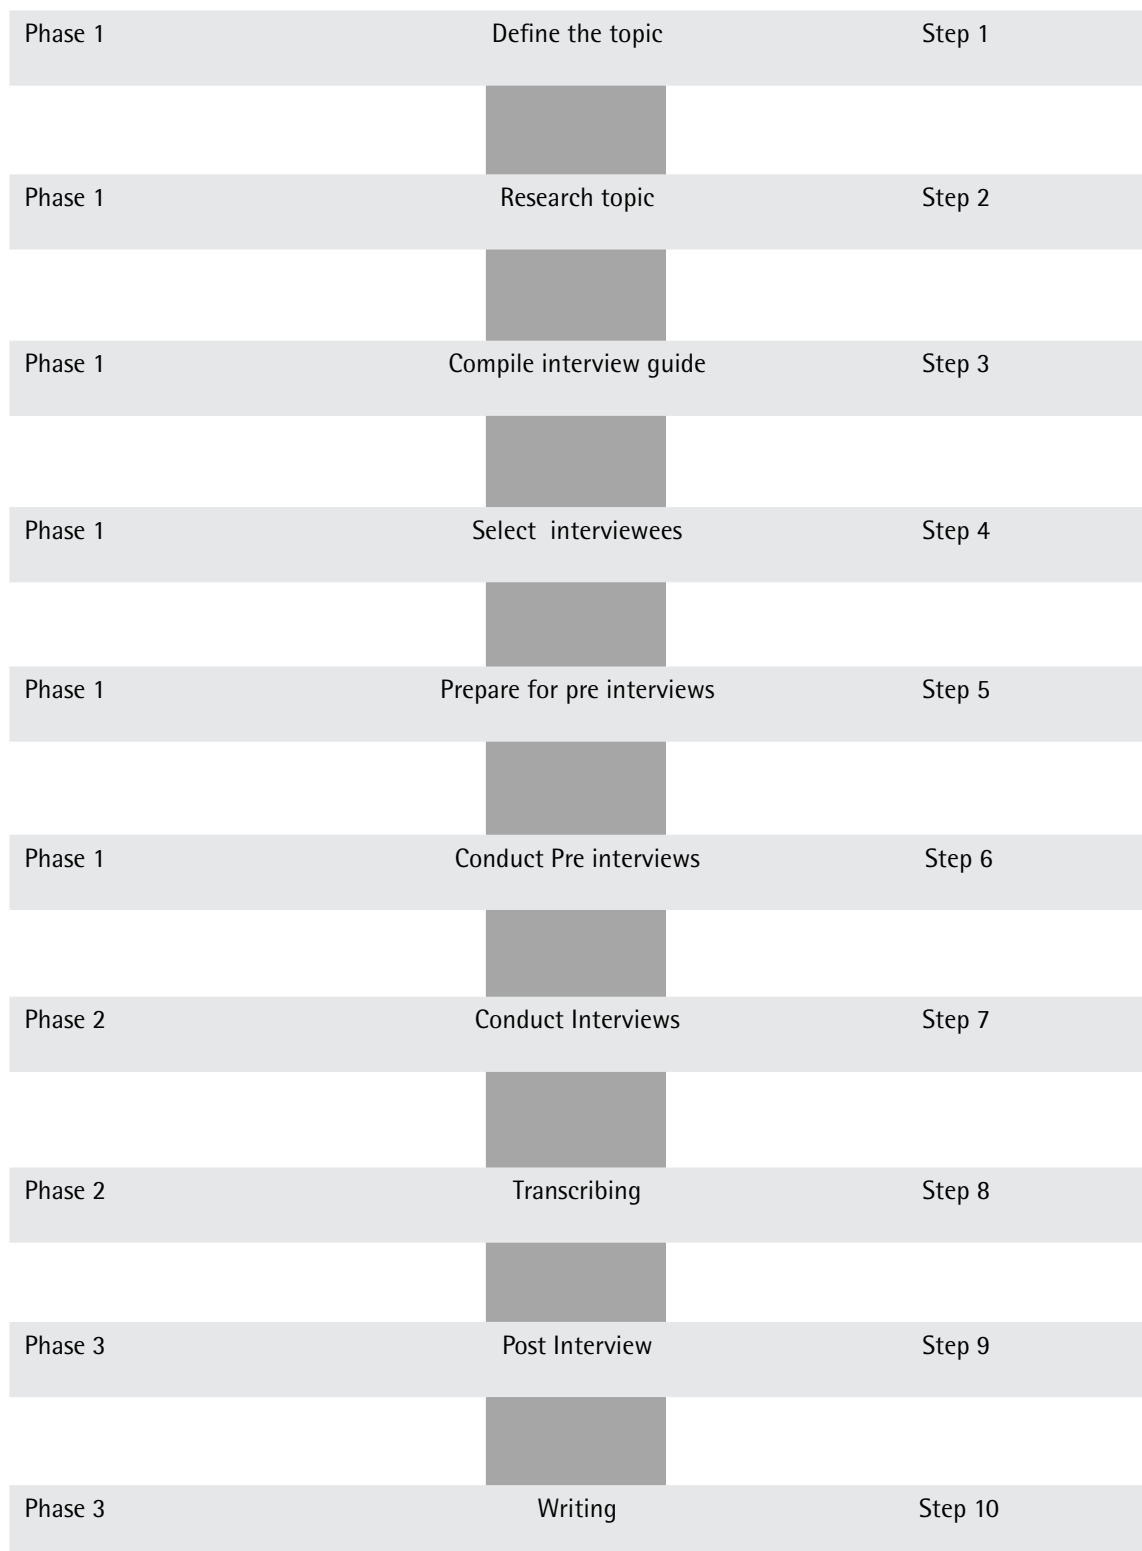 Phase 1 Define the topic Step 1
Phase 1 Research topic Step 2
Phase 1 Compile interview guide Step 3
Phase 1 Select  interviewees Step 4
Phase 1 Prepare for pre interviews Step 5
Phase 1 Conduct Pre interviews Step 6
Phase 2 Conduct Interviews Step 7
Phase 2 Transcribing Step 8
Phase 3 Post Interview Step 9
Phase 3 Writing Step 10